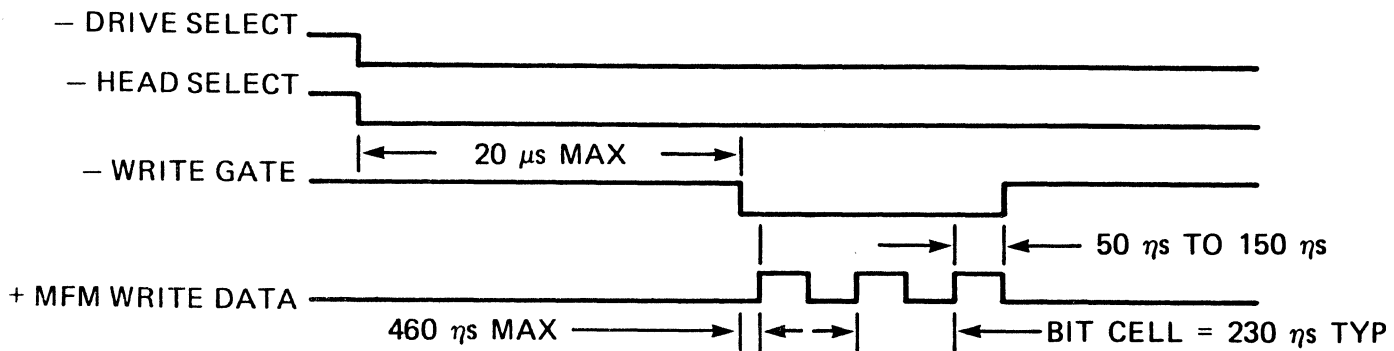 — DRIVE SELECT
— HEAD SELECT
20 μs MAX
— WRITE GATE
50 ηs TO 150 ηs
+ MFM WRITE DATA
460 ηs MAX
BIT CELL = 230 ηs TYP